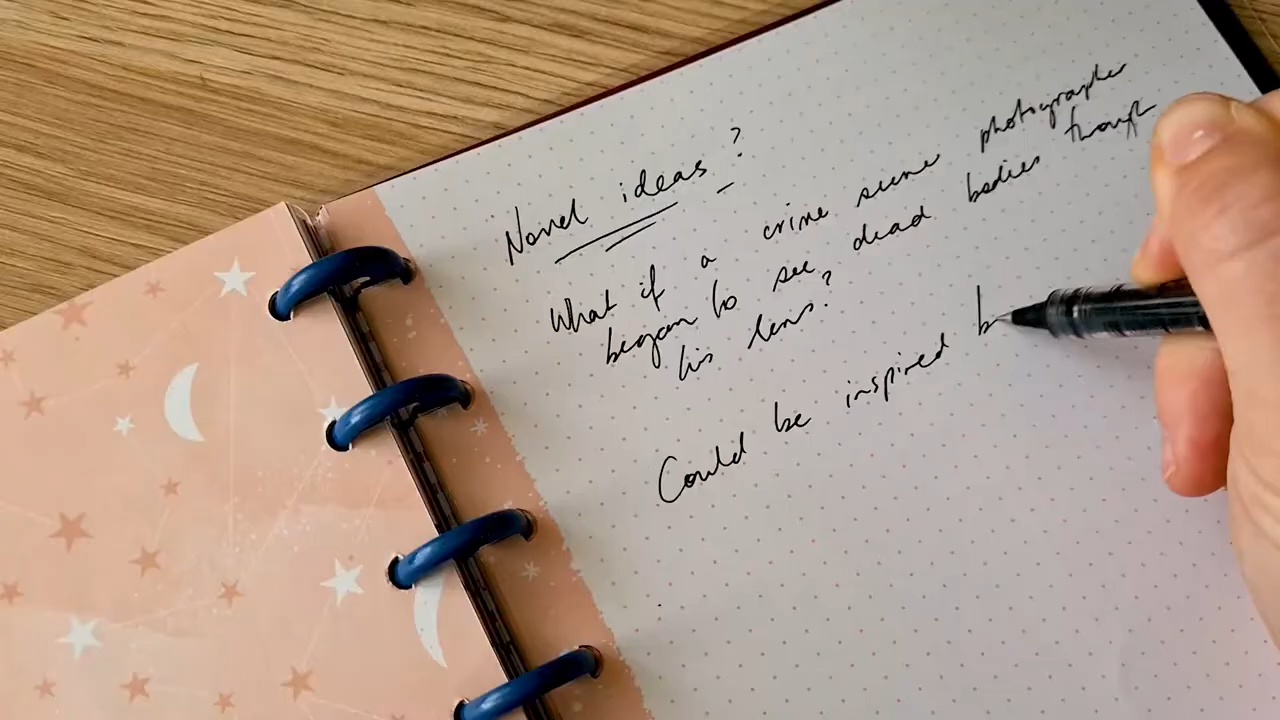 Novel ideas?
What if a crime scene photographer
began to see dead bodies through
his lens?
Could be inspired b